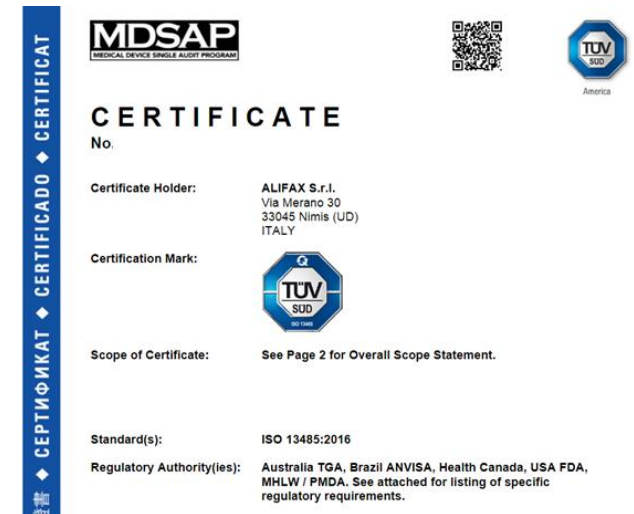 MDSAP
MEDICAL DEVICE SINGLE AUDIT PROGRAM
TÜV
SÜD
America
CERTIFICATE
No.
Certificate Holder:
ALIFAX S.r.l.
Via Merano 30
33045 Nimis (UD)
ITALY
Certification Mark:
Q
TÜV
SÜD
ISO 13485
Scope of Certificate:
See Page 2 for Overall Scope Statement.
Standard(s):
ISO 13485:2016
Regulatory Authority(ies):
Australia TGA, Brazil ANVISA, Health Canada, USA FDA,
MHLW / PMDA. See attached for listing of specific
regulatory requirements.
書 ◆ СЕРТИФИКАТ ◆ CERTIFICADO ◆ CERTIFICAT